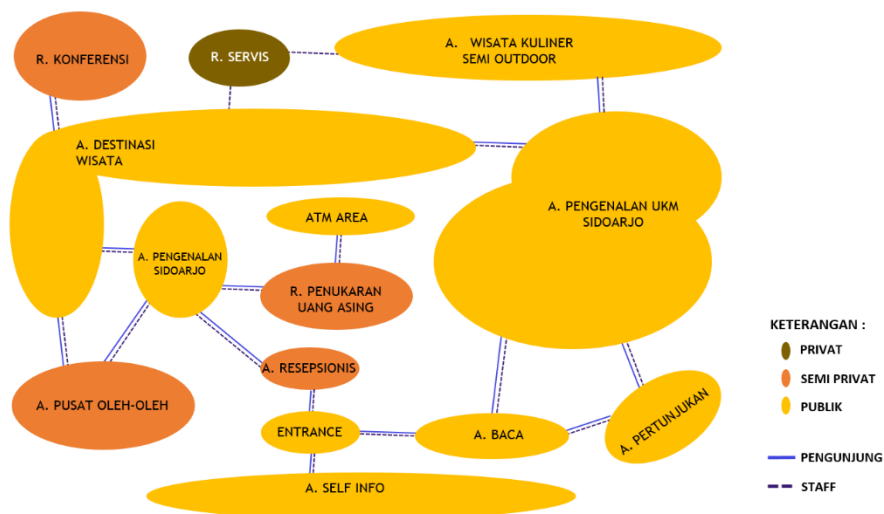 R. KONFERENSI
R. SERVIS
A. WISATA KULINER
SEMI OUTDOOR
A. DESTINASI
WISATA
A. PENGENALAN UKM
SIDOARJO
ATM AREA
A. PENGENALAN
SIDOARJO
R. PENUKARAN
UANG ASING
A. RESEPSIONIS
A. PUSAT OLEH-OLEH
ENTRANCE
A. BACA
A. PERTUNJUKAN
A. SELF INFO
KETERANGAN :
PRIVAT
SEMI PRIVAT
PUBLIK
PENGUNJUNG
STAFF